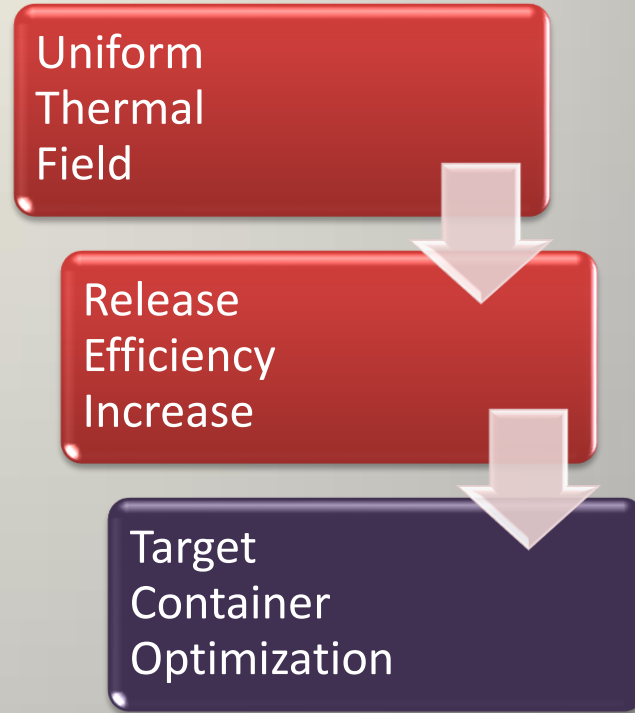 Uniform
Thermal
Field
Release
Efficiency
Increase
Target
Container
Optimization